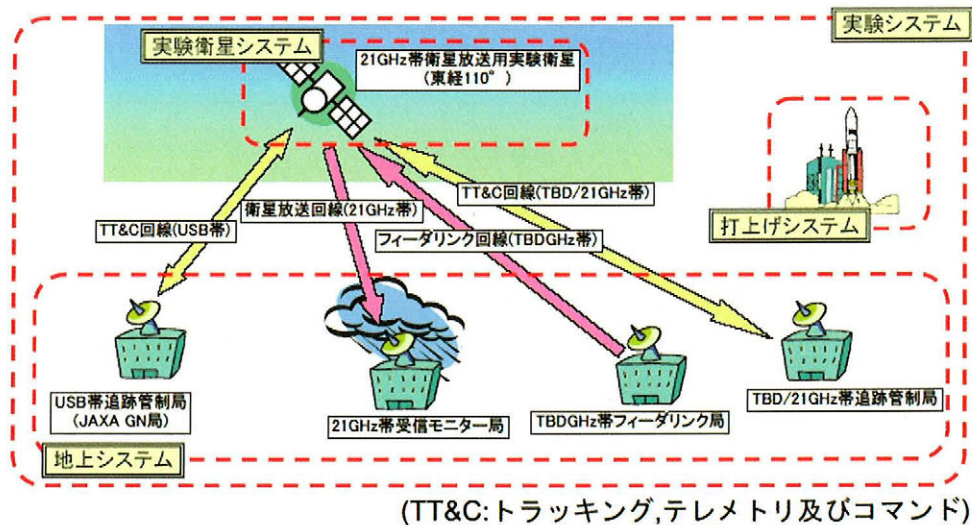 実験システム
実験衛星システム
21GHz帯衛星放送用実験衛星
(東経110°)
TT&C回線(TBD/21GHz帯)
衛星放送回線(21GHz帯)
TT&C回線(USB帯)
フィーダリンク回線(TBDGHz帯)
打上げシステム
USB帯追跡管制局
(JAXA GN局)
21GHz帯受信モニター局
TBDGHz帯フィーダリンク局
TBD/21GHz帯追跡管制局
地上システム
(TT&C:トラッキング,テレメトリ及びコマンド)